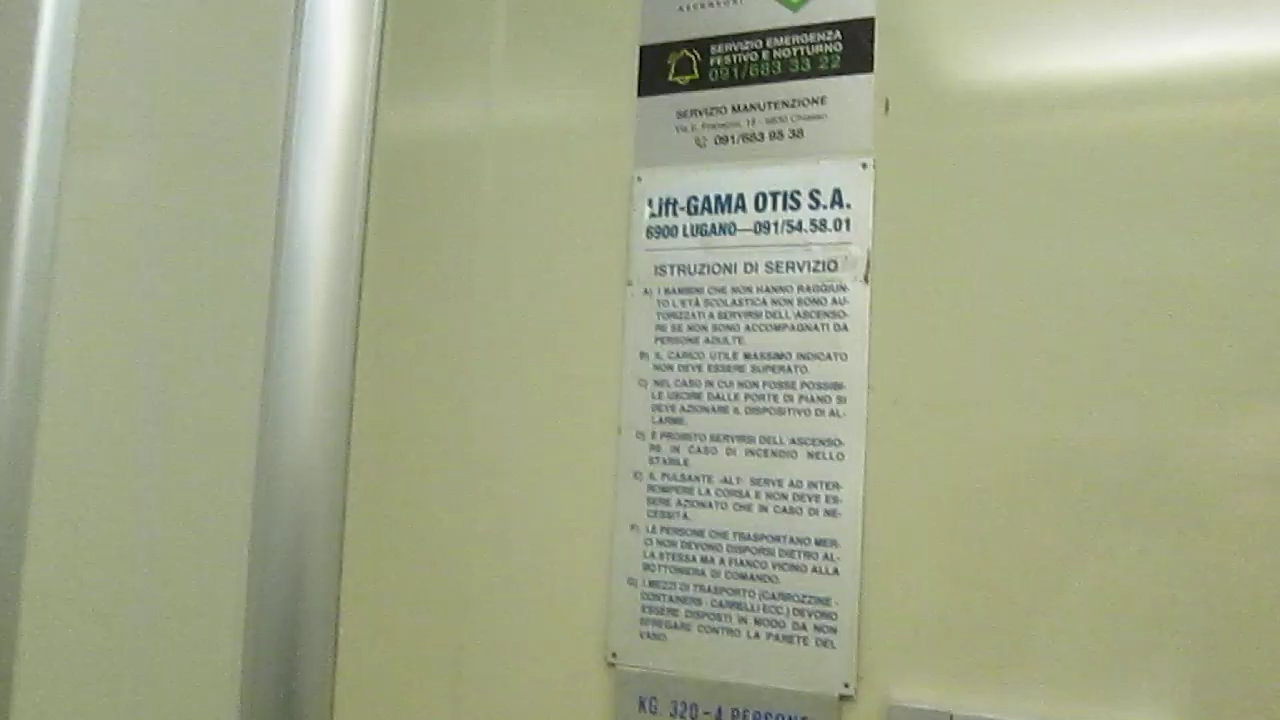 ASCENSORI
SERVIZIO EMERGENZA
FESTIVO E NOTTURNO
091/683 33 22
SERVIZIO MANUTENZIONE
Chiasso
091/683 93 38
Lift-GAMA OTIS S.A.
6900 LUGANO—091/54.58.01
ISTRUZIONI DI SERVIZIO
A) I BAMBINI CHE NON HANNO RAGGIUN-
TO L'ETÀ SCOLASTICA NON SONO AU-
TORIZZATI A SERVIRSI DELL'ASCENSO-
RE SE NON SONO ACCOMPAGNATI DA
PERSONE ADULTE.
B) IL CARICO UTILE MASSIMO INDICATO
NON DEVE ESSERE SUPERATO.
C) NEL CASO IN CUI NON FOSSE POSSIBI-
LE USCIRE DALLE PORTE DI PIANO SI
DEVE AZIONARE IL DISPOSITIVO DI AL-
LARME.
D) È PROIBITO SERVIRSI DELL'ASCENSO-
RE IN CASO DI INCENDIO NELLO
STABILE.
E) IL PULSANTE -ALT- SERVE AD INTER-
ROMPERE LA CORSA E NON DEVE ES-
SERE AZIONATO CHE IN CASO DI NE-
CESSITÀ.
F) LE PERSONE CHE TRASPORTANO MER-
CI NON DEVONO DISPORSI DIETRO AL-
LA STESSA MA A FIANCO VICINO ALLA
BOTTONIERA DI COMANDO.
G) I MEZZI DI TRASPORTO (CARROZZINE -
CONTAINERS - CARRELLI ECC.) DEVONO
ESSERE DISPOSTI IN MODO DA NON
SFREGARE CONTRO LA PARETE DEL
VANO.
KG. 320 - 4 PERSONE